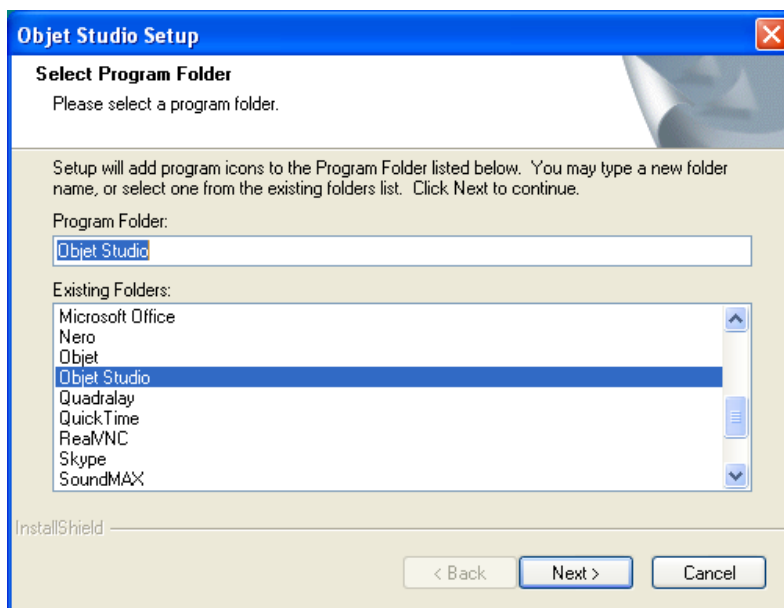 Objet Studio Setup
Select Program Folder
Please select a program folder.
Setup will add program icons to the Program Folder listed below.  You may type a new folder
name, or select one from the existing folders list.  Click Next to continue.
Program Folder:
Objet Studio
Existing Folders:
Microsoft Office
Nero
Objet
Objet Studio
Quadralay
QuickTime
RealVNC
Skype
SoundMAX
InstallShield
< Back Next > Cancel